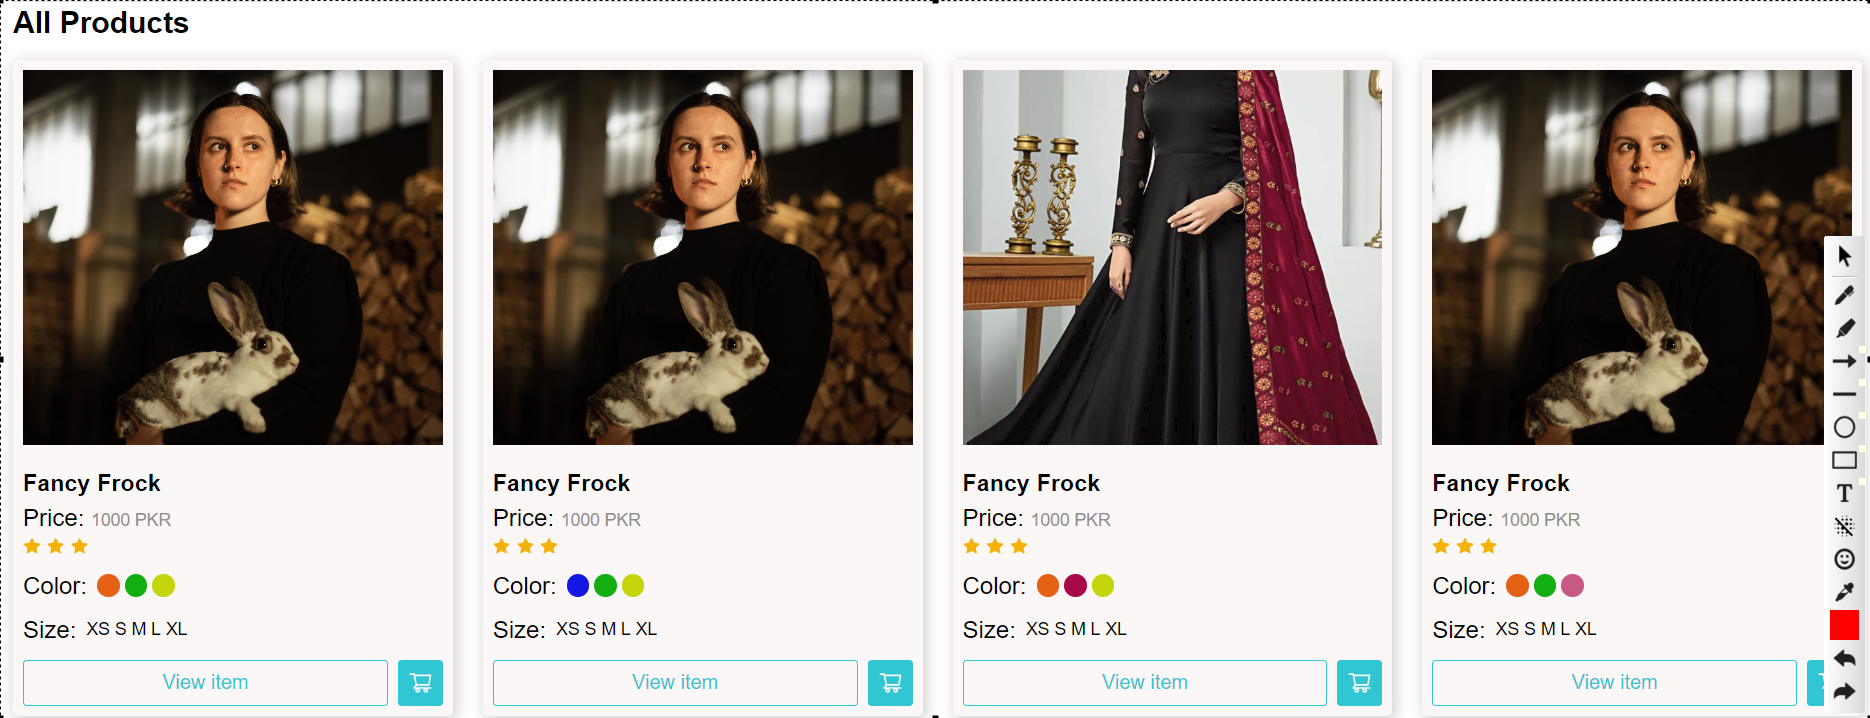 All Products
Fancy Frock
Price: 1000 PKR
Color:
Size: XS S M L XL
View item
Fancy Frock
Price: 1000 PKR
Color:
Size: XS S M L XL
View item
Fancy Frock
Price: 1000 PKR
Color:
Size: XS S M L XL
View item
Fancy Frock
Price: 1000 PKR
Color:
Size: XS S M L XL
View item
T